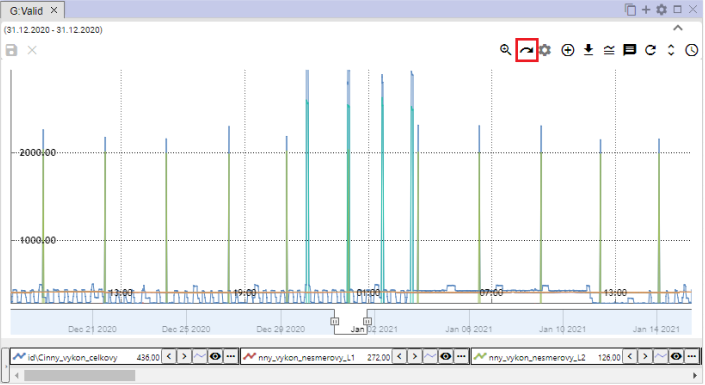 G:Valid
(31.12.2020 - 31.12.2020)
2000.00
1000.00
13:00 19:00 01:00 07:00 13:00
Dec 21 2020 Dec 25 2020 Dec 29 2020 Jan 02 2021 Jan 06 2021 Jan 10 2021 Jan 14 2021
id\Cinny_vykon_celkovy 436.00 nny_vykon_nesmerovy_L1 272.00 nny_vykon_nesmerovy_L2 126.00